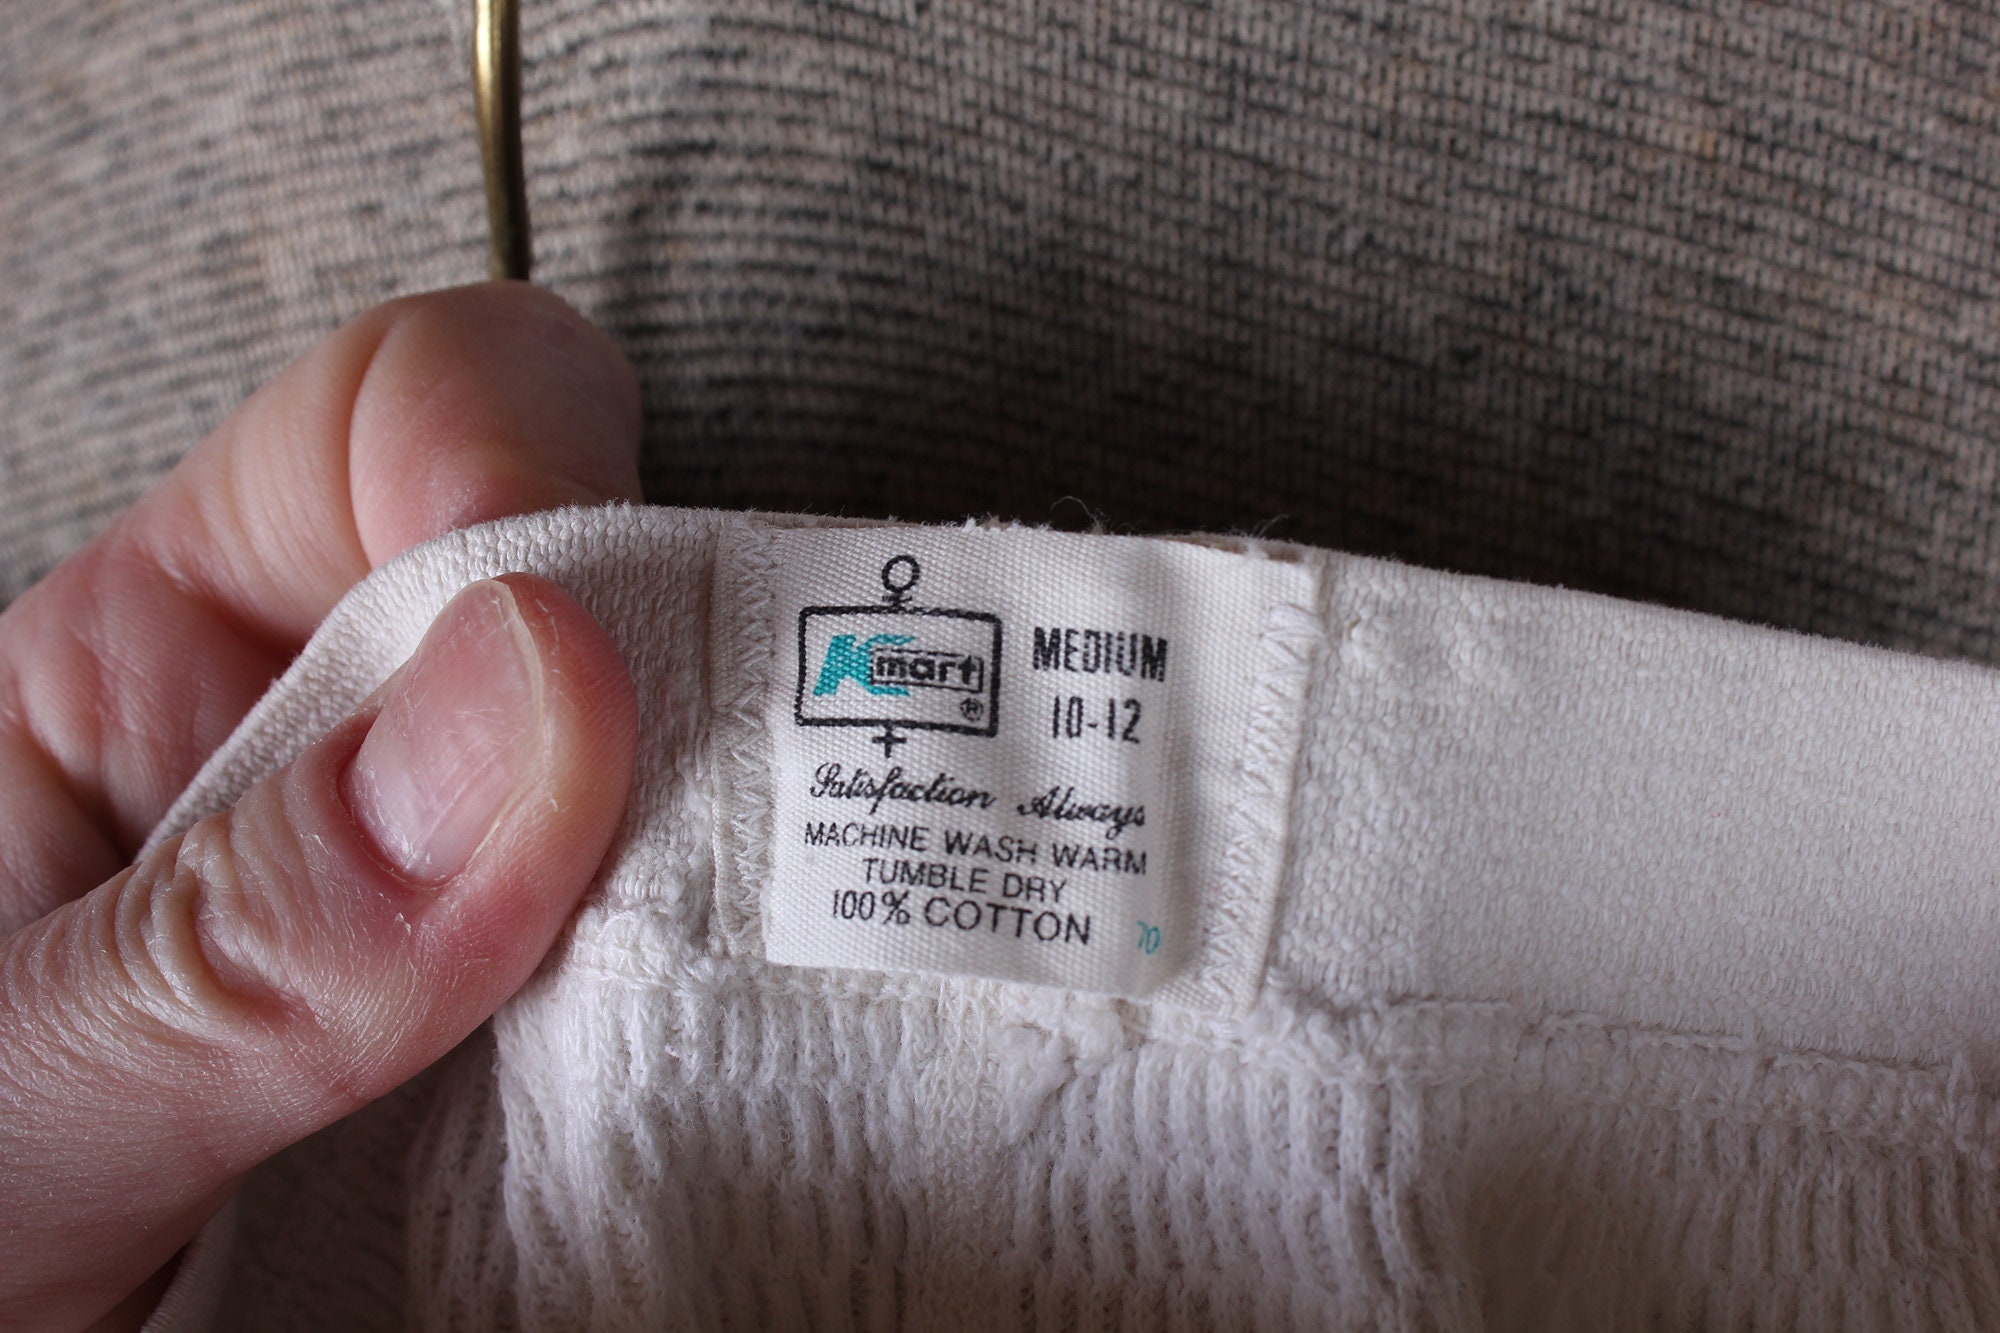 Kmart ®
MEDIUM
10-12
Satisfaction Always
MACHINE WASH WARM
TUMBLE DRY
100% COTTON
70